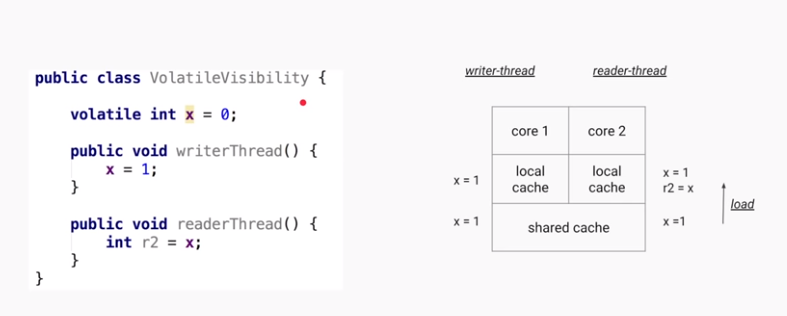 public class VolatileVisibility {
volatile int x = 0;
public void writerThread() {
x = 1;
}
public void readerThread() {
int r2 = x;
}
}
writer-thread reader-thread
core 1 core 2
x = 1 local cache local cache x = 1
r2 = x
load
x = 1 shared cache x =1